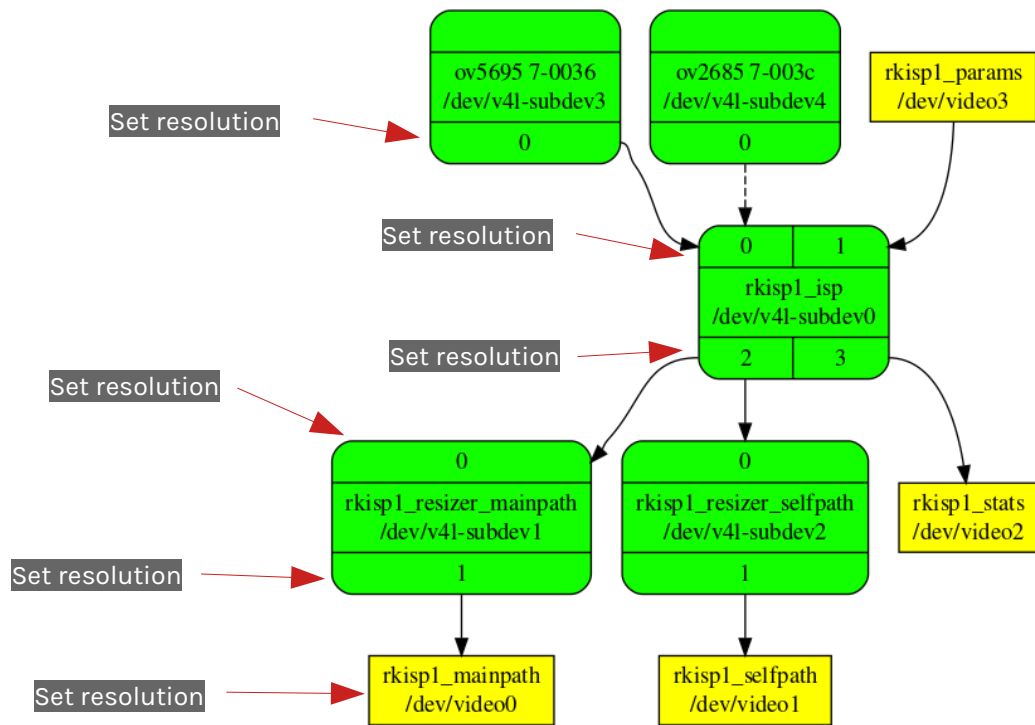 ov5695 7-0036
/dev/v4l-subdev3
0
ov2685 7-003c
/dev/v4l-subdev4
0
rkisp1_params
/dev/video3
Set resolution
Set resolution
0
1
rkisp1_isp
/dev/v4l-subdev0
2
3
Set resolution
Set resolution
0
rkisp1_resizer_mainpath
/dev/v4l-subdev1
1
0
rkisp1_resizer_selfpath
/dev/v4l-subdev2
1
rkisp1_stats
/dev/video2
Set resolution
rkisp1_mainpath
/dev/video0
rkisp1_selfpath
/dev/video1
Set resolution